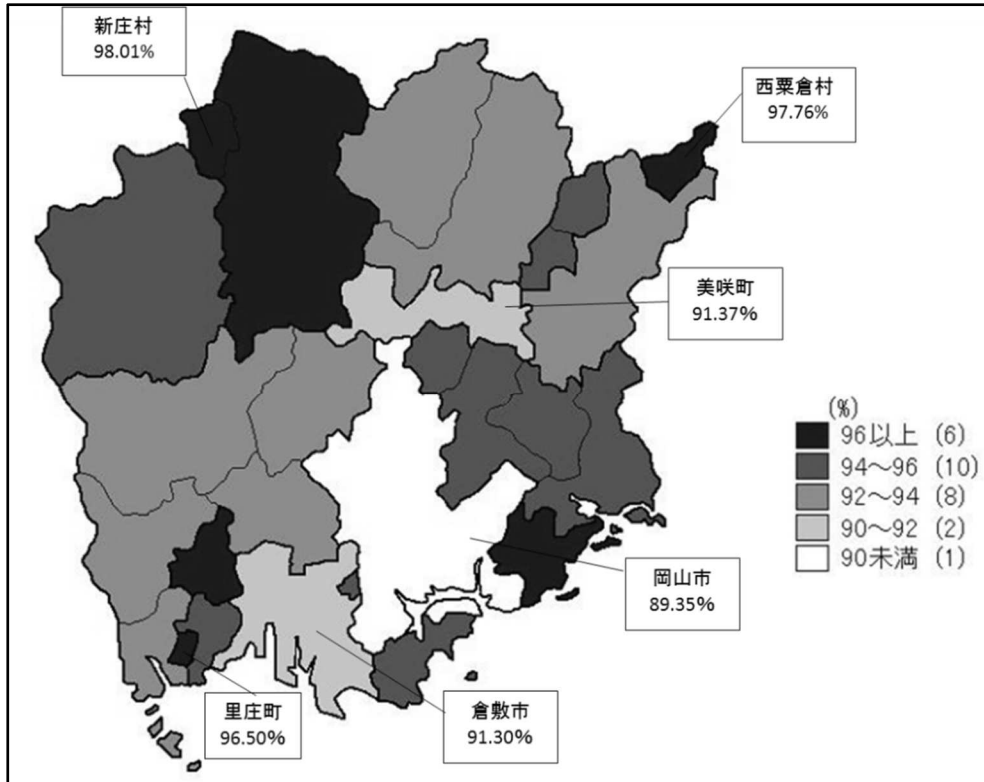 新庄村
98.01%
西粟倉村
97.76%
美咲町
91.37%
(%)
96以上 (6)
94～96 (10)
92～94 (8)
90～92 (2)
90未満 (1)
岡山市
89.35%
里庄町
96.50%
倉敷市
91.30%